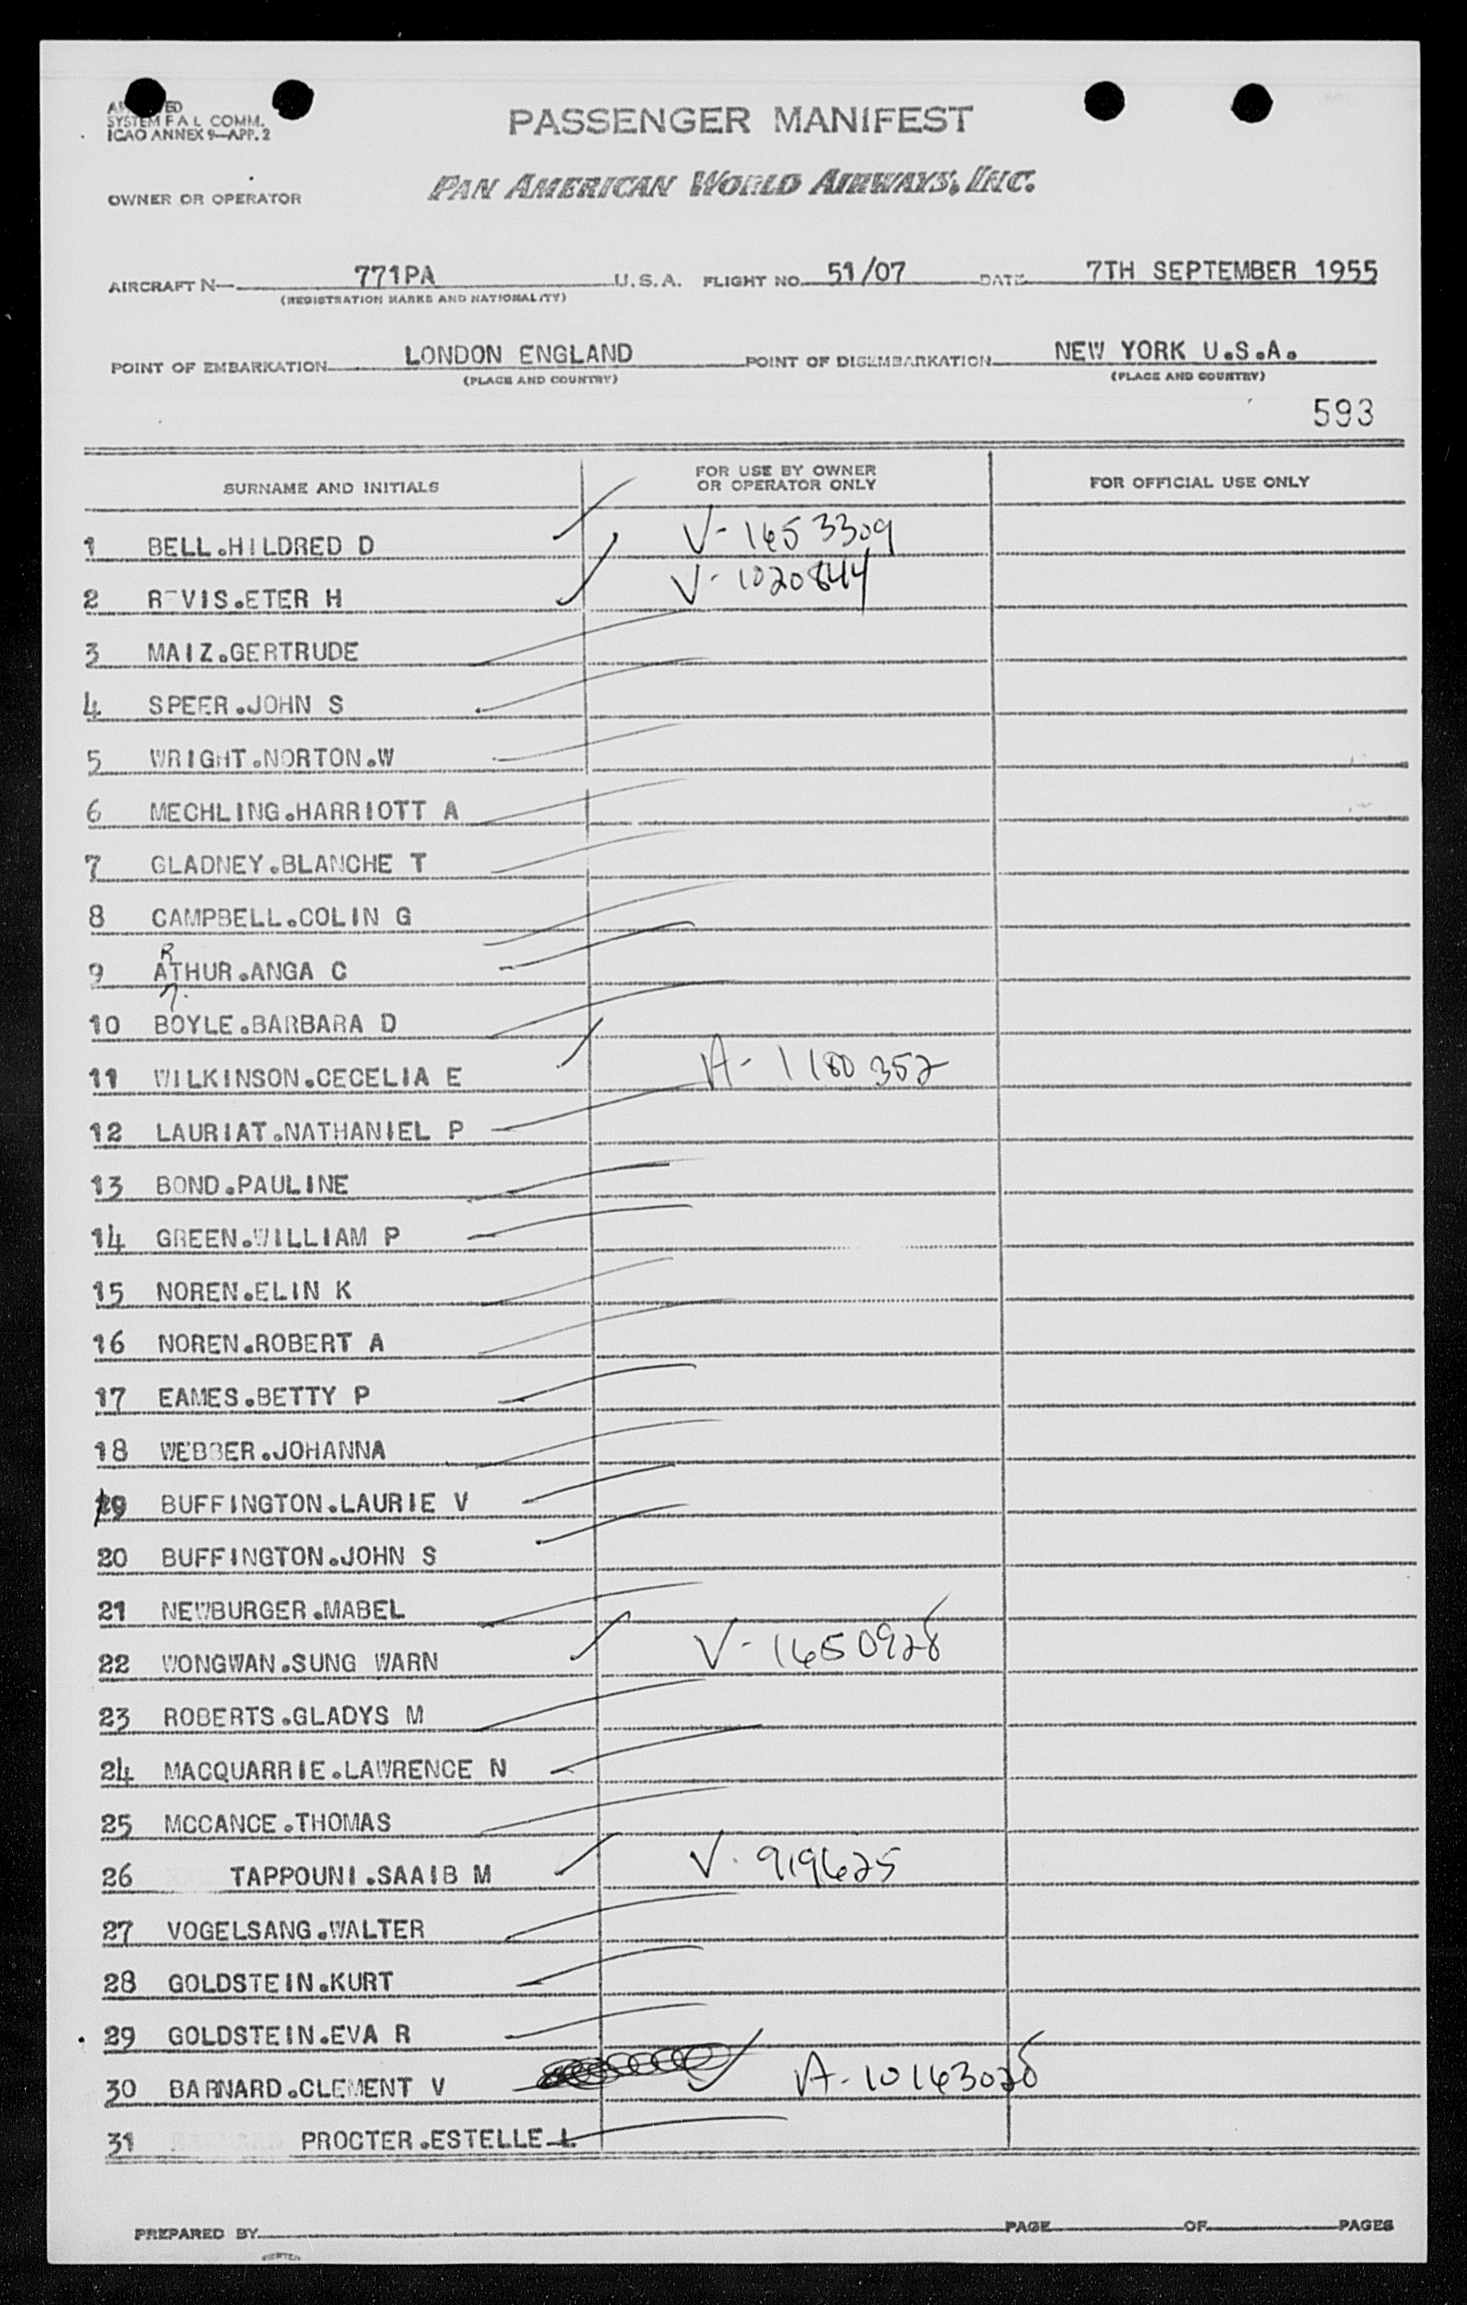 SYSTEM F A L COMM.
ICAO ANNEX 9—APP. 2
PASSENGER MANIFEST
OWNER OR OPERATOR
PAN AMERICAN WORLD AIRWAYS, INC.
AIRCRAFT N— 771PA U.S.A. FLIGHT NO. 51/07 DATE 7TH SEPTEMBER 1955
(REGISTRATION MARKS AND NATIONALITY)
POINT OF EMBARKATION LONDON ENGLAND POINT OF DISEMBARKATION NEW YORK U.S.A.
(PLACE AND COUNTRY) (PLACE AND COUNTRY)
593
SURNAME AND INITIALS FOR USE BY OWNER OR OPERATOR ONLY FOR OFFICIAL USE ONLY
1 BELL.HILDRED D V-1653309
2 R-VIS.ETER H V-1020844
3 MAIZ.GERTRUDE
4 SPEER.JOHN S
5 WRIGHT.NORTON.W
6 MECHLING.HARRIOTT A
7 GLADNEY.BLANCHE T
8 CAMPBELL.COLIN G
R
9 ATHUR.ANGA C
10 BOYLE.BARBARA D
11 WILKINSON.CECELIA E A-1180352
12 LAURIAT.NATHANIEL P
13 BOND.PAULINE
14 GREEN.WILLIAM P
15 NOREN.ELIN K
16 NOREN.ROBERT A
17 EAMES.BETTY P
18 WEBBER.JOHANNA
19 BUFFINGTON.LAURIE V
20 BUFFINGTON.JOHN S
21 NEWBURGER.MABEL
22 WONGWAN.SUNG WARN V-1650928
23 ROBERTS.GLADYS M
24 MACQUARRIE.LAWRENCE N
25 MCCANCE.THOMAS
26 TAPPOUNI.SAAIB M V-919625
27 VOGELSANG.WALTER
28 GOLDSTEIN.KURT
29 GOLDSTEIN.EVA R
30 BARNARD.CLEMENT V A-10163028
31 PROCTER.ESTELLE L
PREPARED BY PAGE OF PAGES